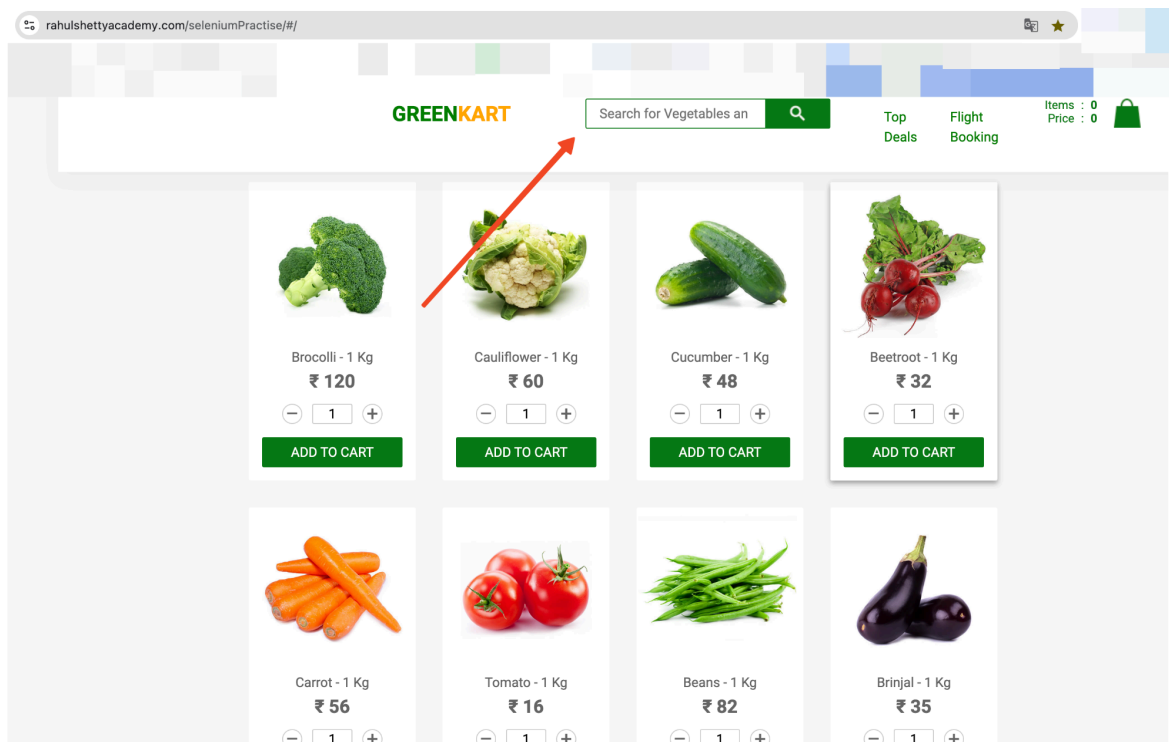 rahulshettyacademy.com/seleniumPractise/#/
GREENKART
Search for Vegetables an
Top
Deals
Flight
Booking
Items : 0
Price : 0
Brocolli - 1 Kg
₹ 120
− 1 +
ADD TO CART
Cauliflower - 1 Kg
₹ 60
− 1 +
ADD TO CART
Cucumber - 1 Kg
₹ 48
− 1 +
ADD TO CART
Beetroot - 1 Kg
₹ 32
− 1 +
ADD TO CART
Carrot - 1 Kg
₹ 56
− 1 +
Tomato - 1 Kg
₹ 16
− 1 +
Beans - 1 Kg
₹ 82
− 1 +
Brinjal - 1 Kg
₹ 35
− 1 +